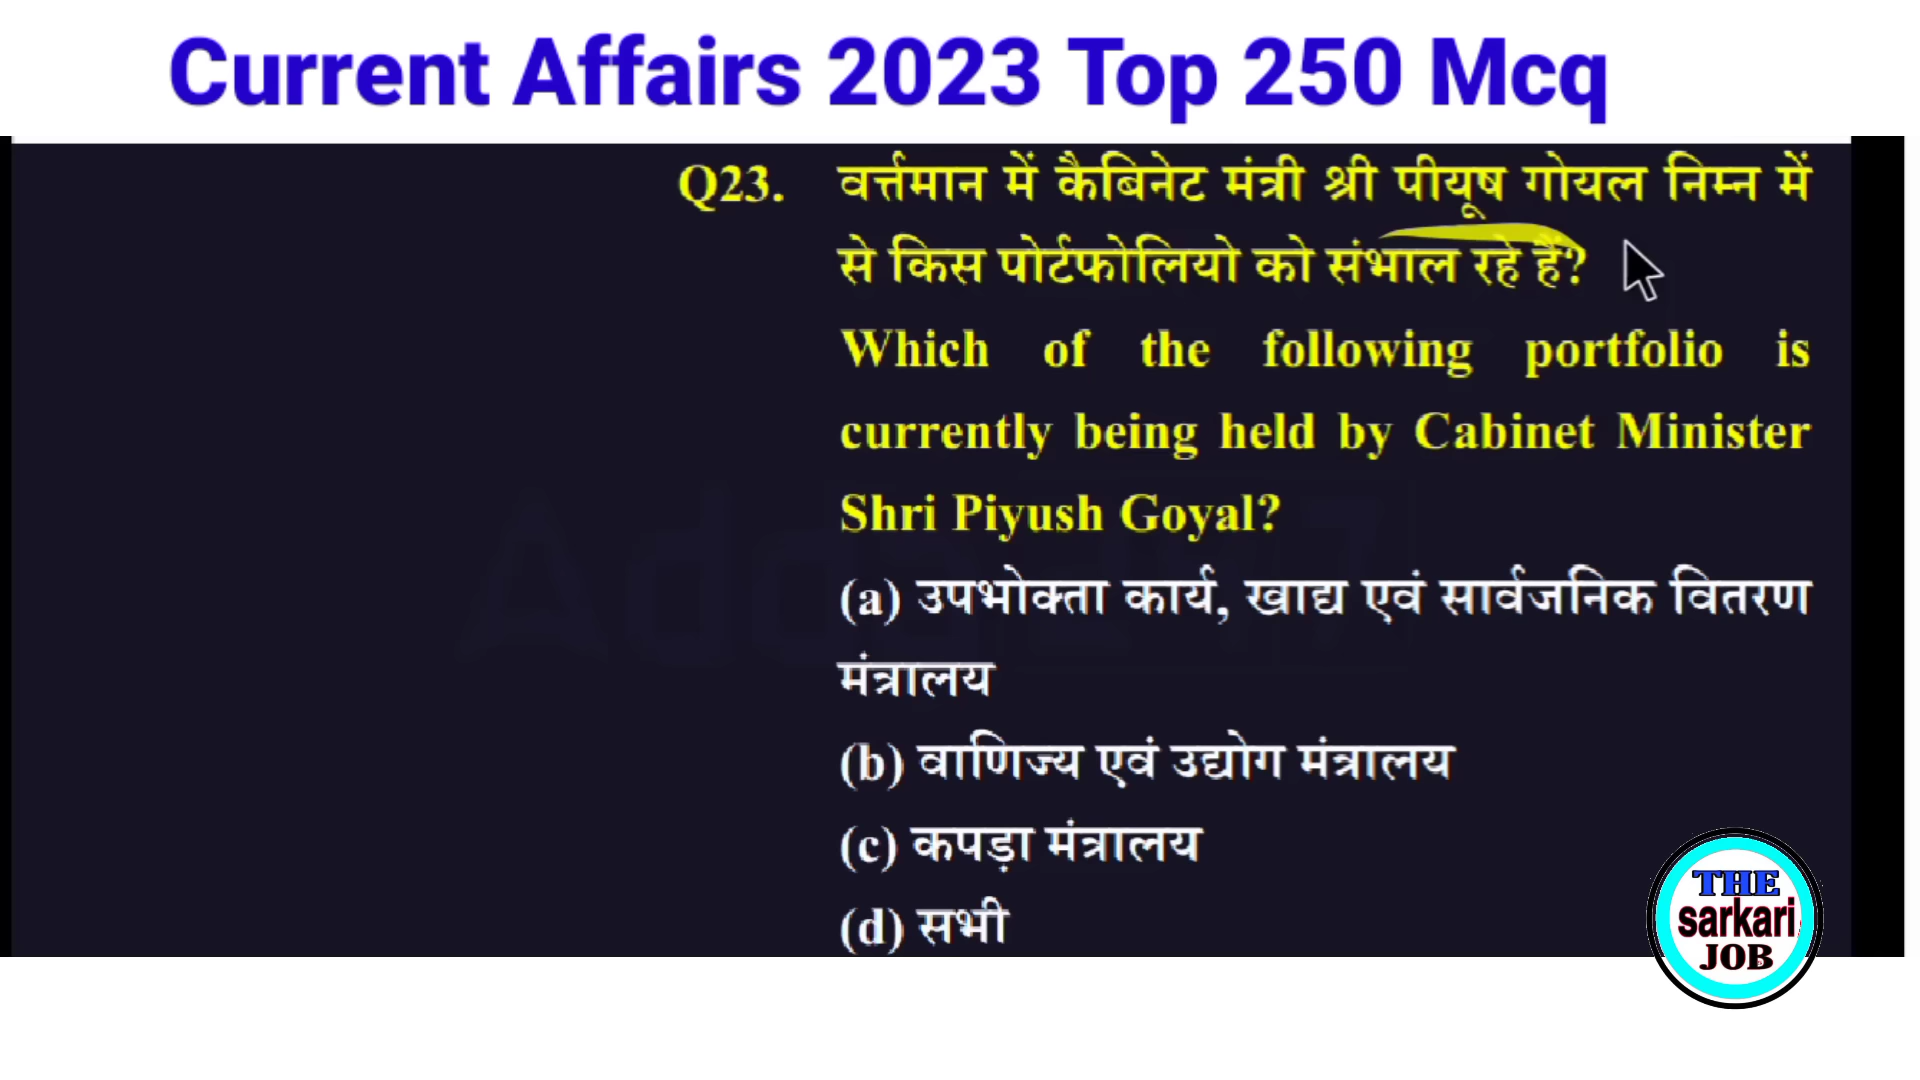 Current Affairs 2023 Top 250 Mcq
Q23. वर्त्तमान में कैबिनेट मंत्री श्री पीयूष गोयल निम्न में
से किस पोर्टफोलियो को संभाल रहे हैं?
Which of the following portfolio is
currently being held by Cabinet Minister
Shri Piyush Goyal?
(a) उपभोक्ता कार्य, खाद्य एवं सार्वजनिक वितरण
मंत्रालय
(b) वाणिज्य एवं उद्योग मंत्रालय
(c) कपड़ा मंत्रालय
(d) सभी
THE
sarkari
JOB